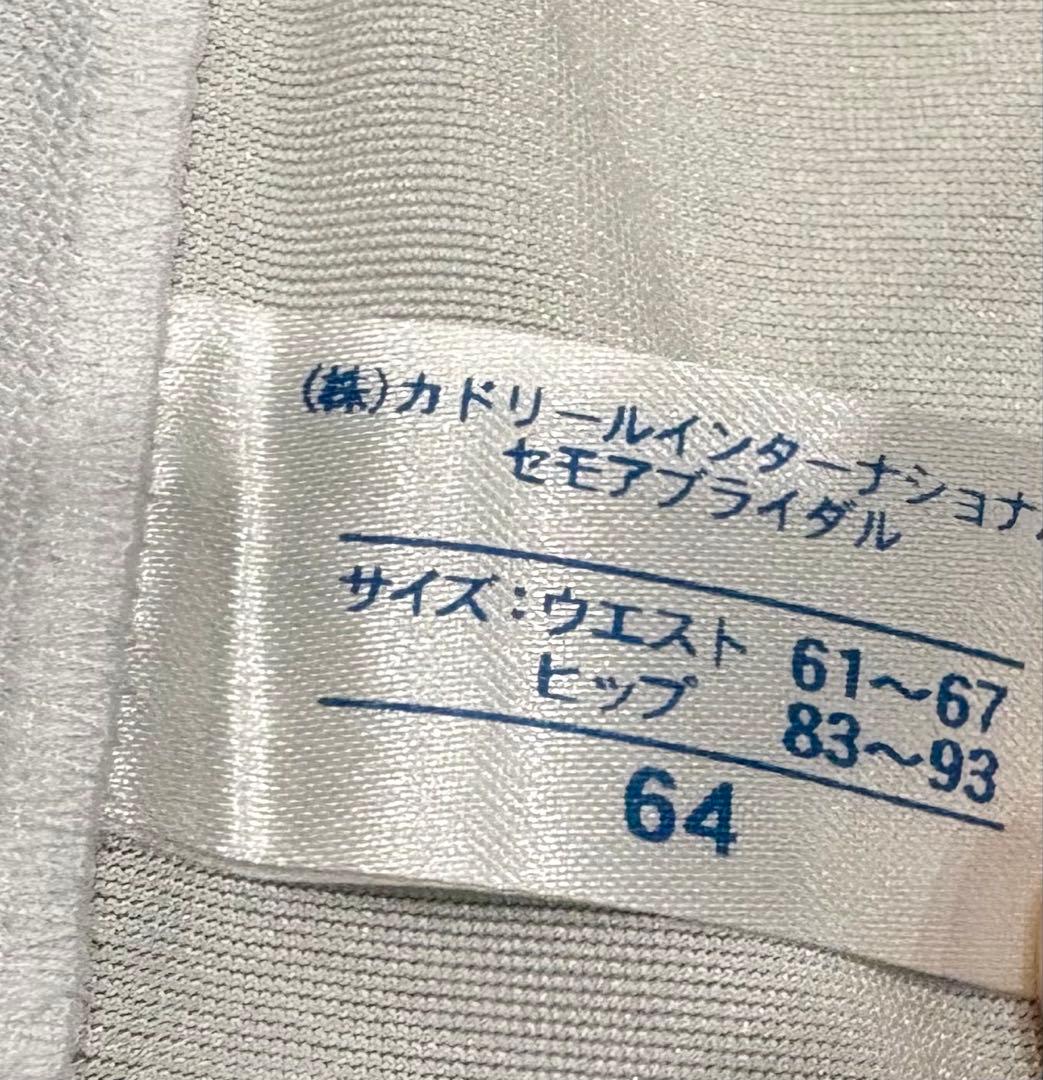 (株)カドリールインターナショナ
セモアブライダル
サイズ:ウエスト 61〜67
ヒップ 83〜93
64